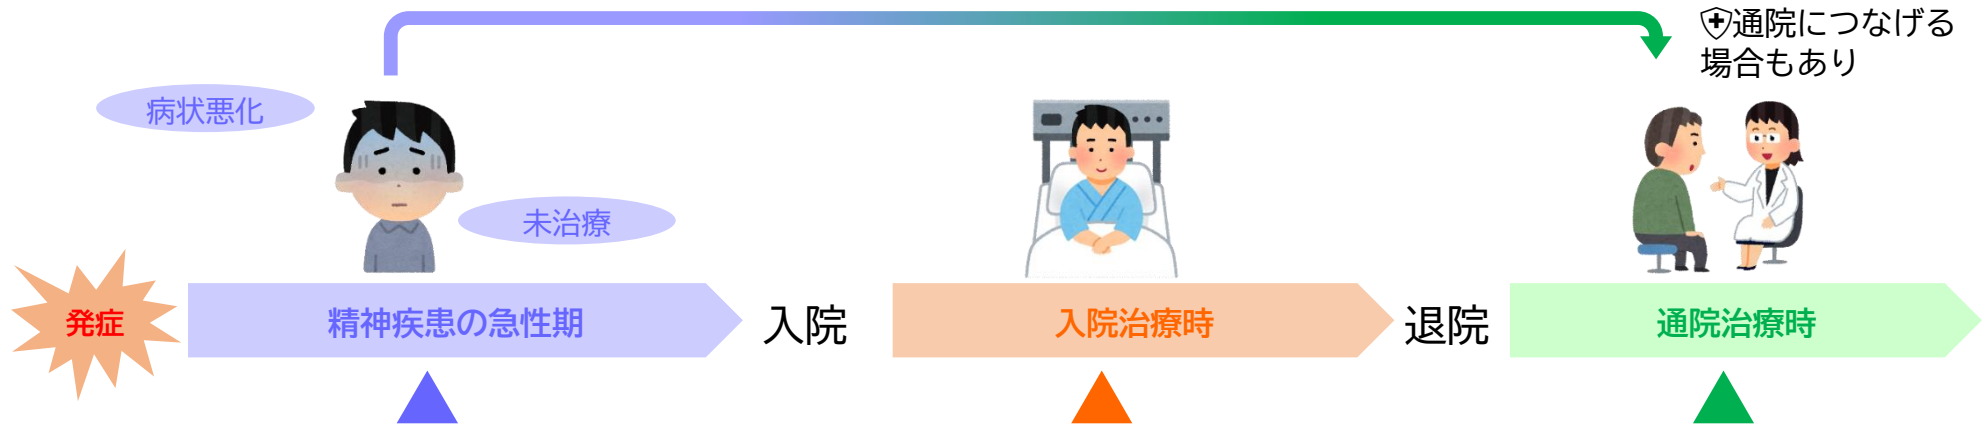 通院につなげる
場合もあり
病状悪化
未治療
発症
精神疾患の急性期
入院
入院治療時
退院
通院治療時